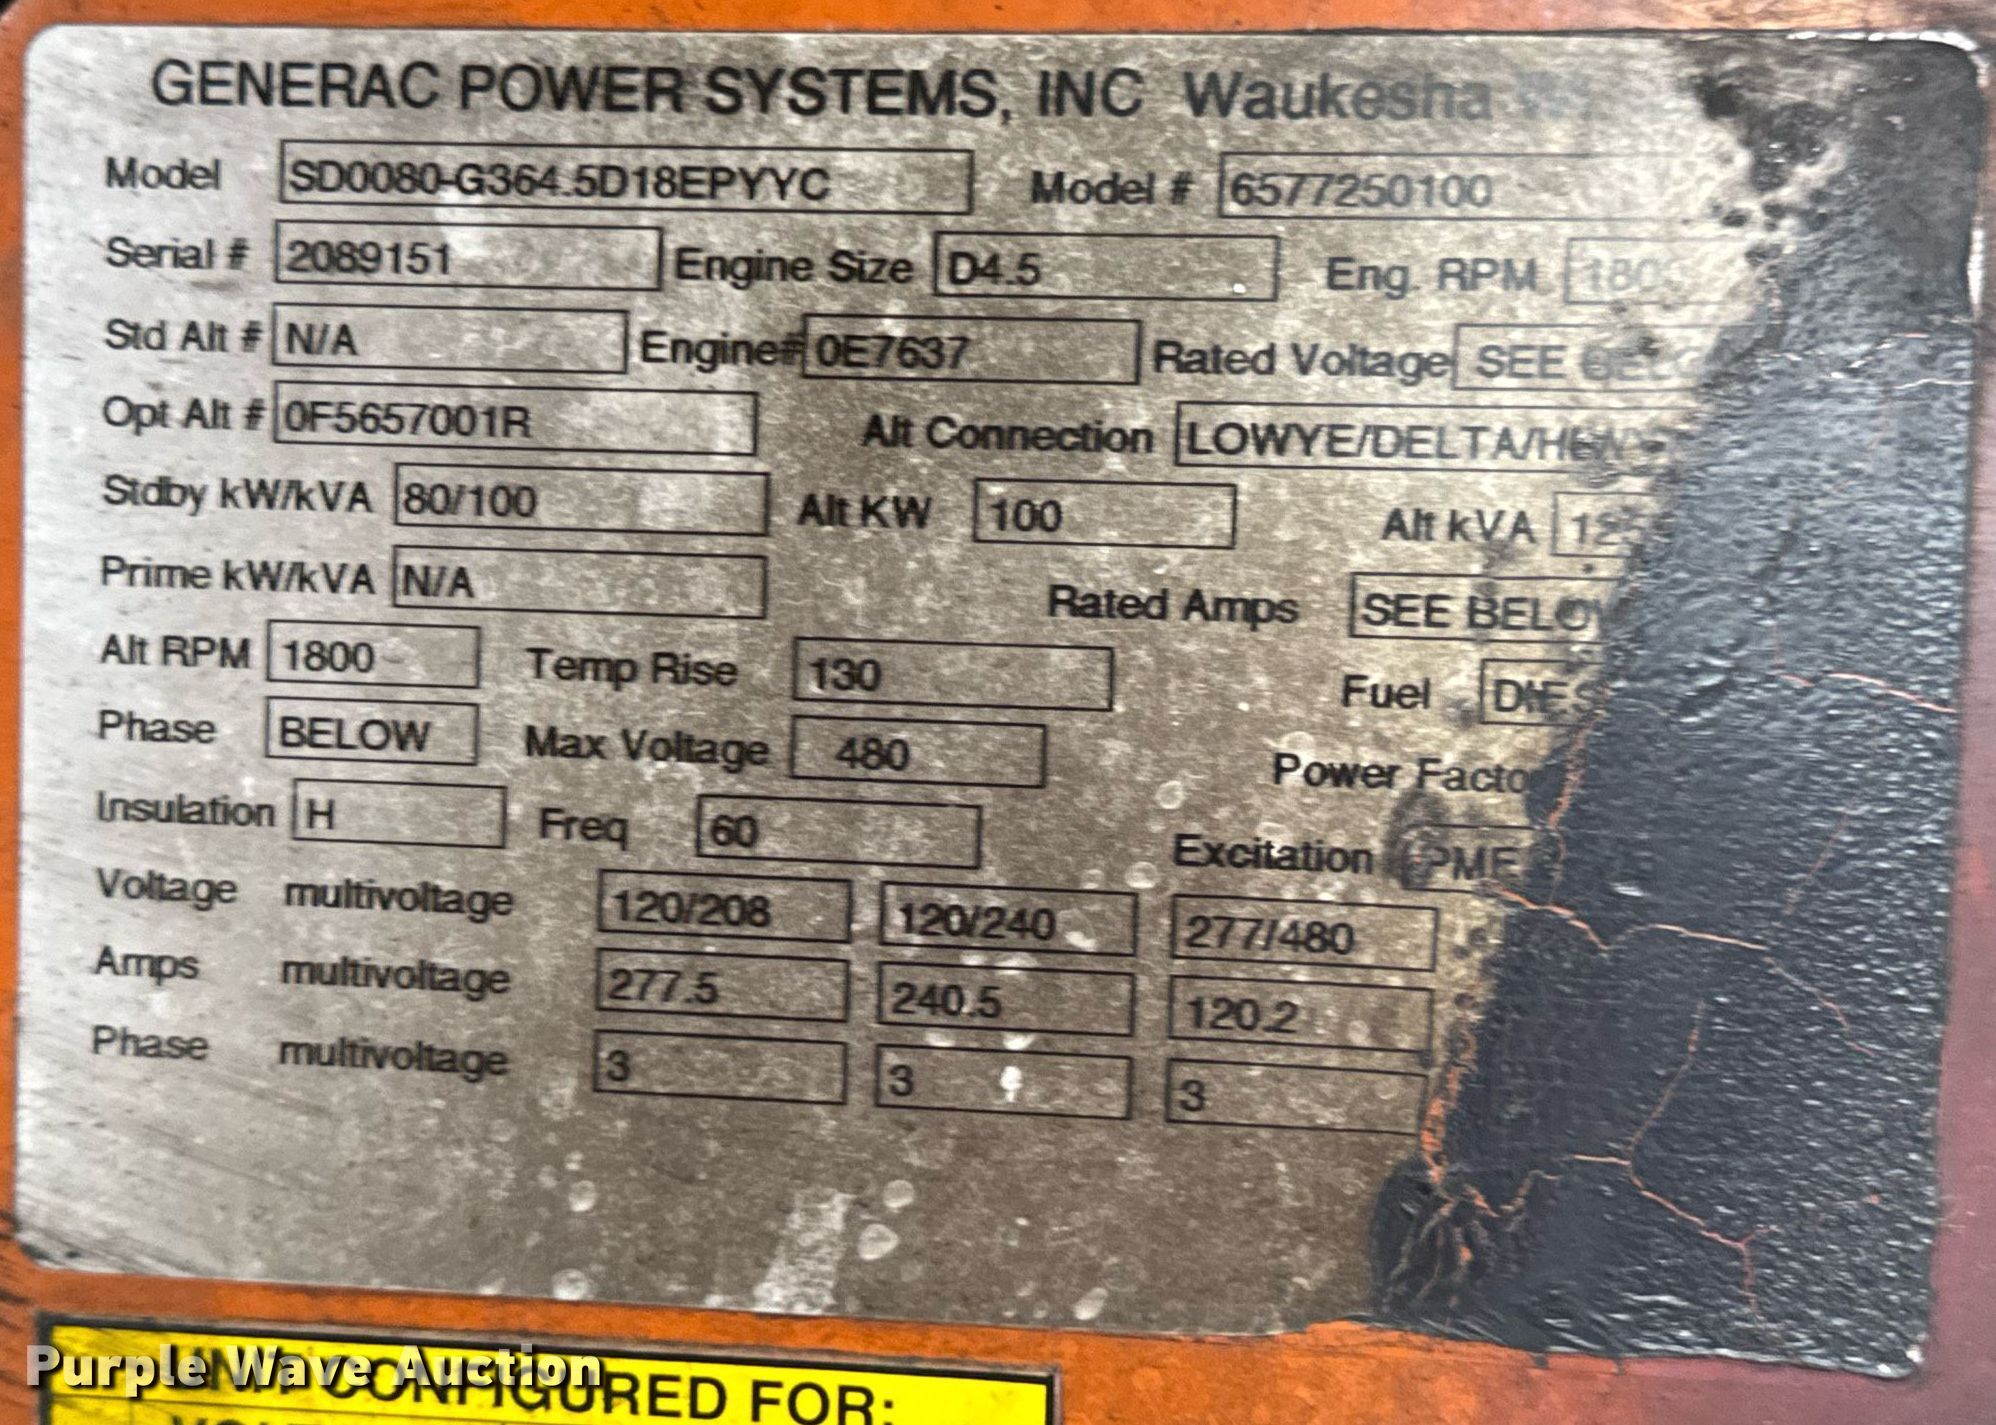 GENERAC POWER SYSTEMS, INC Waukesha
Model SD0080-G364.5D18EPYYC Model # 6577250100
Serial # 2089151 Engine Size D4.5 Eng. RPM
Std Alt # N/A Engine# 0E7637 Rated Voltage SEE
Opt Alt # 0F5657001R Alt Connection
Stdby kW/kVA 80/100 Alt KW 100 Alt kVA
Prime kW/kVA N/A Rated Amps SEE
Alt RPM 1800 Temp Rise 130 Fuel
Phase BELOW Max Voltage 480 Power
Insulation H Freq 60 Excitation
Voltage multivoltage 120/208 120/240 277/480
Amps multivoltage 277.5 240.5 120.2
Phase multivoltage 3 3 3
UNIT CONFIGURED FOR:
Purple Wave Auction